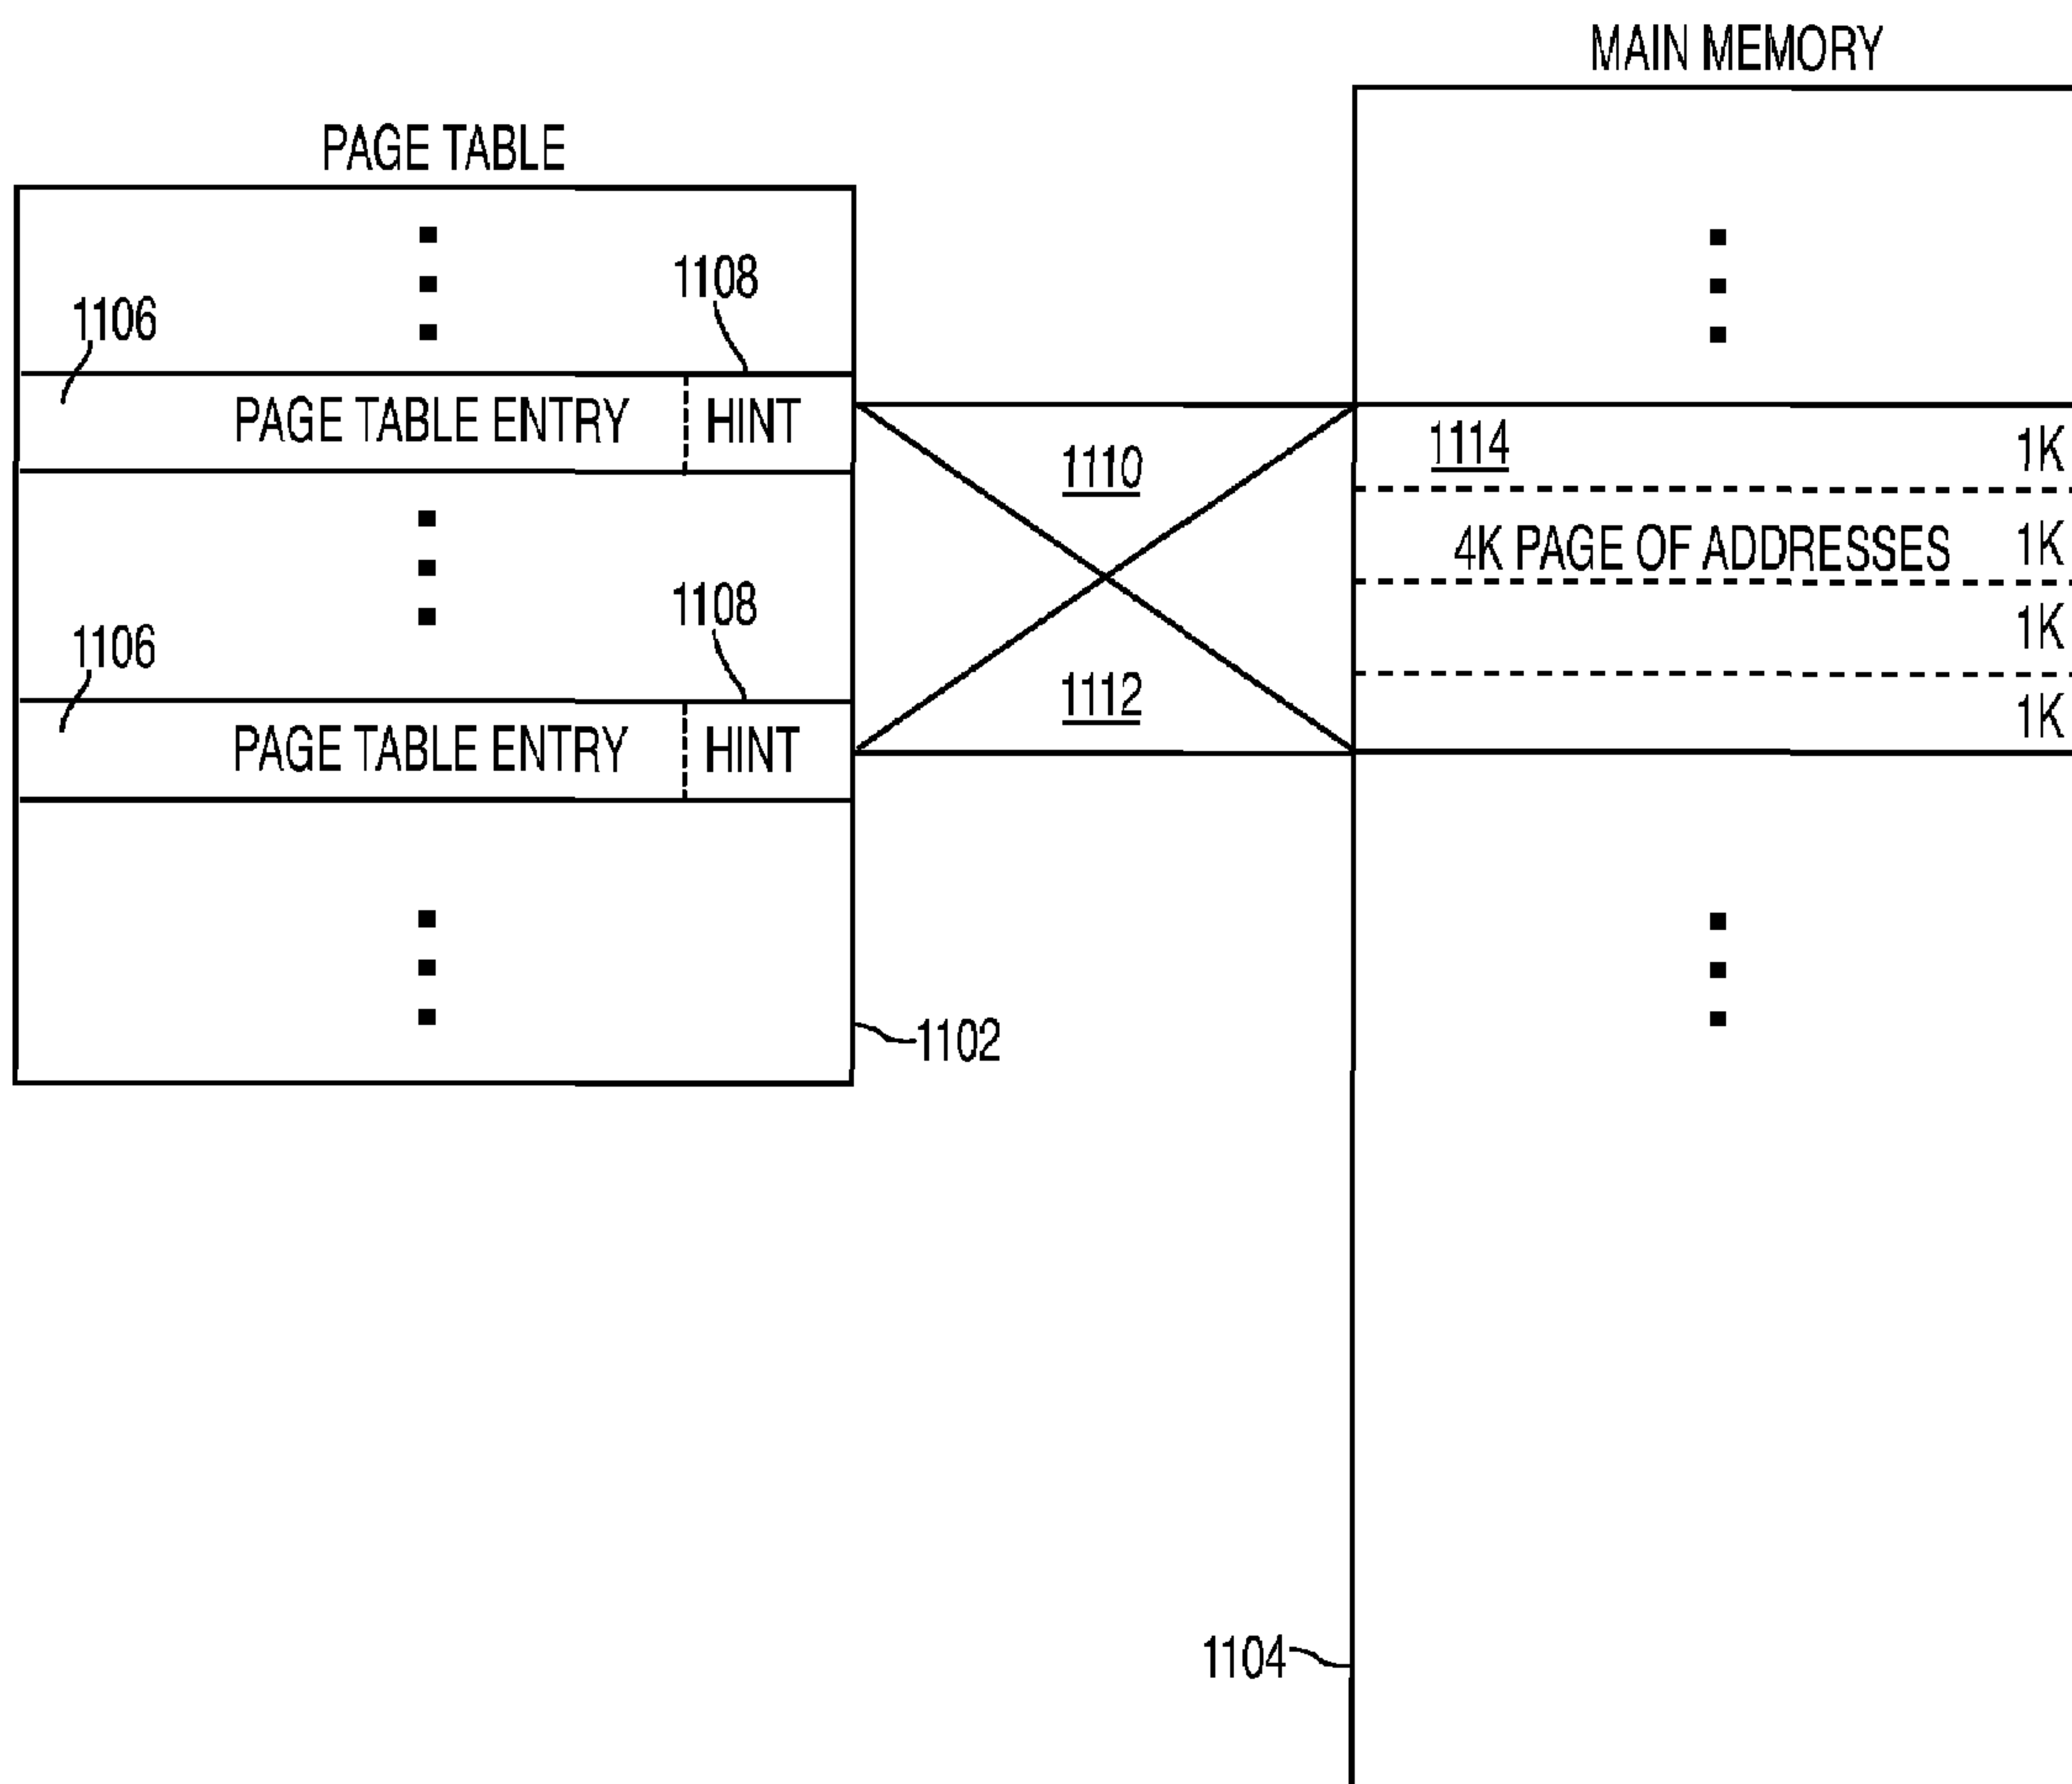 MAIN MEMORY
PAGE TABLE
1108
1106
PAGE TABLE ENTRY HINT
1110
1114 1K
4K PAGE OF ADDRESSES 1K
1108
1106
1K
1112
PAGE TABLE ENTRY HINT
1K
1102
1104